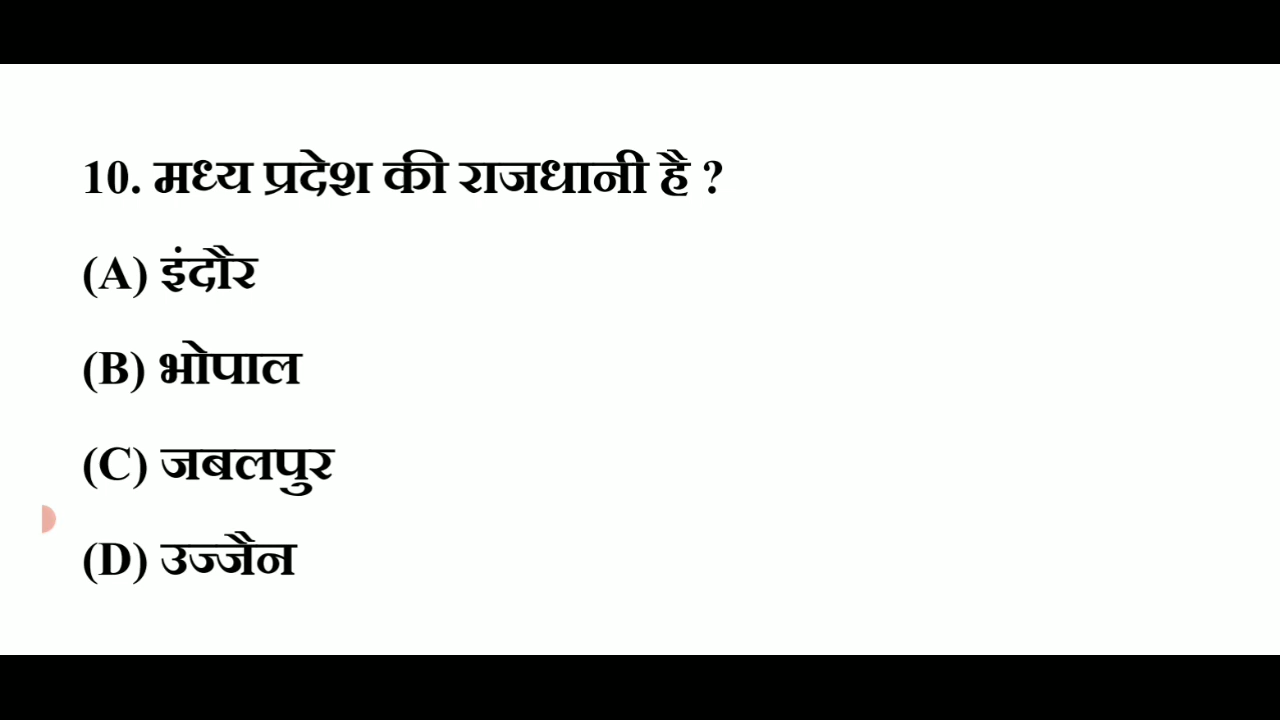 10. मध्य प्रदेश की राजधानी है ?
(A) इंदौर
(B) भोपाल
(C) जबलपुर
(D) उज्जैन